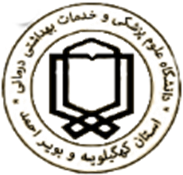 دانشگاه علوم پزشکی و خدمات بهداشتی درمانی
استان کهگیلویه و بویر احمد